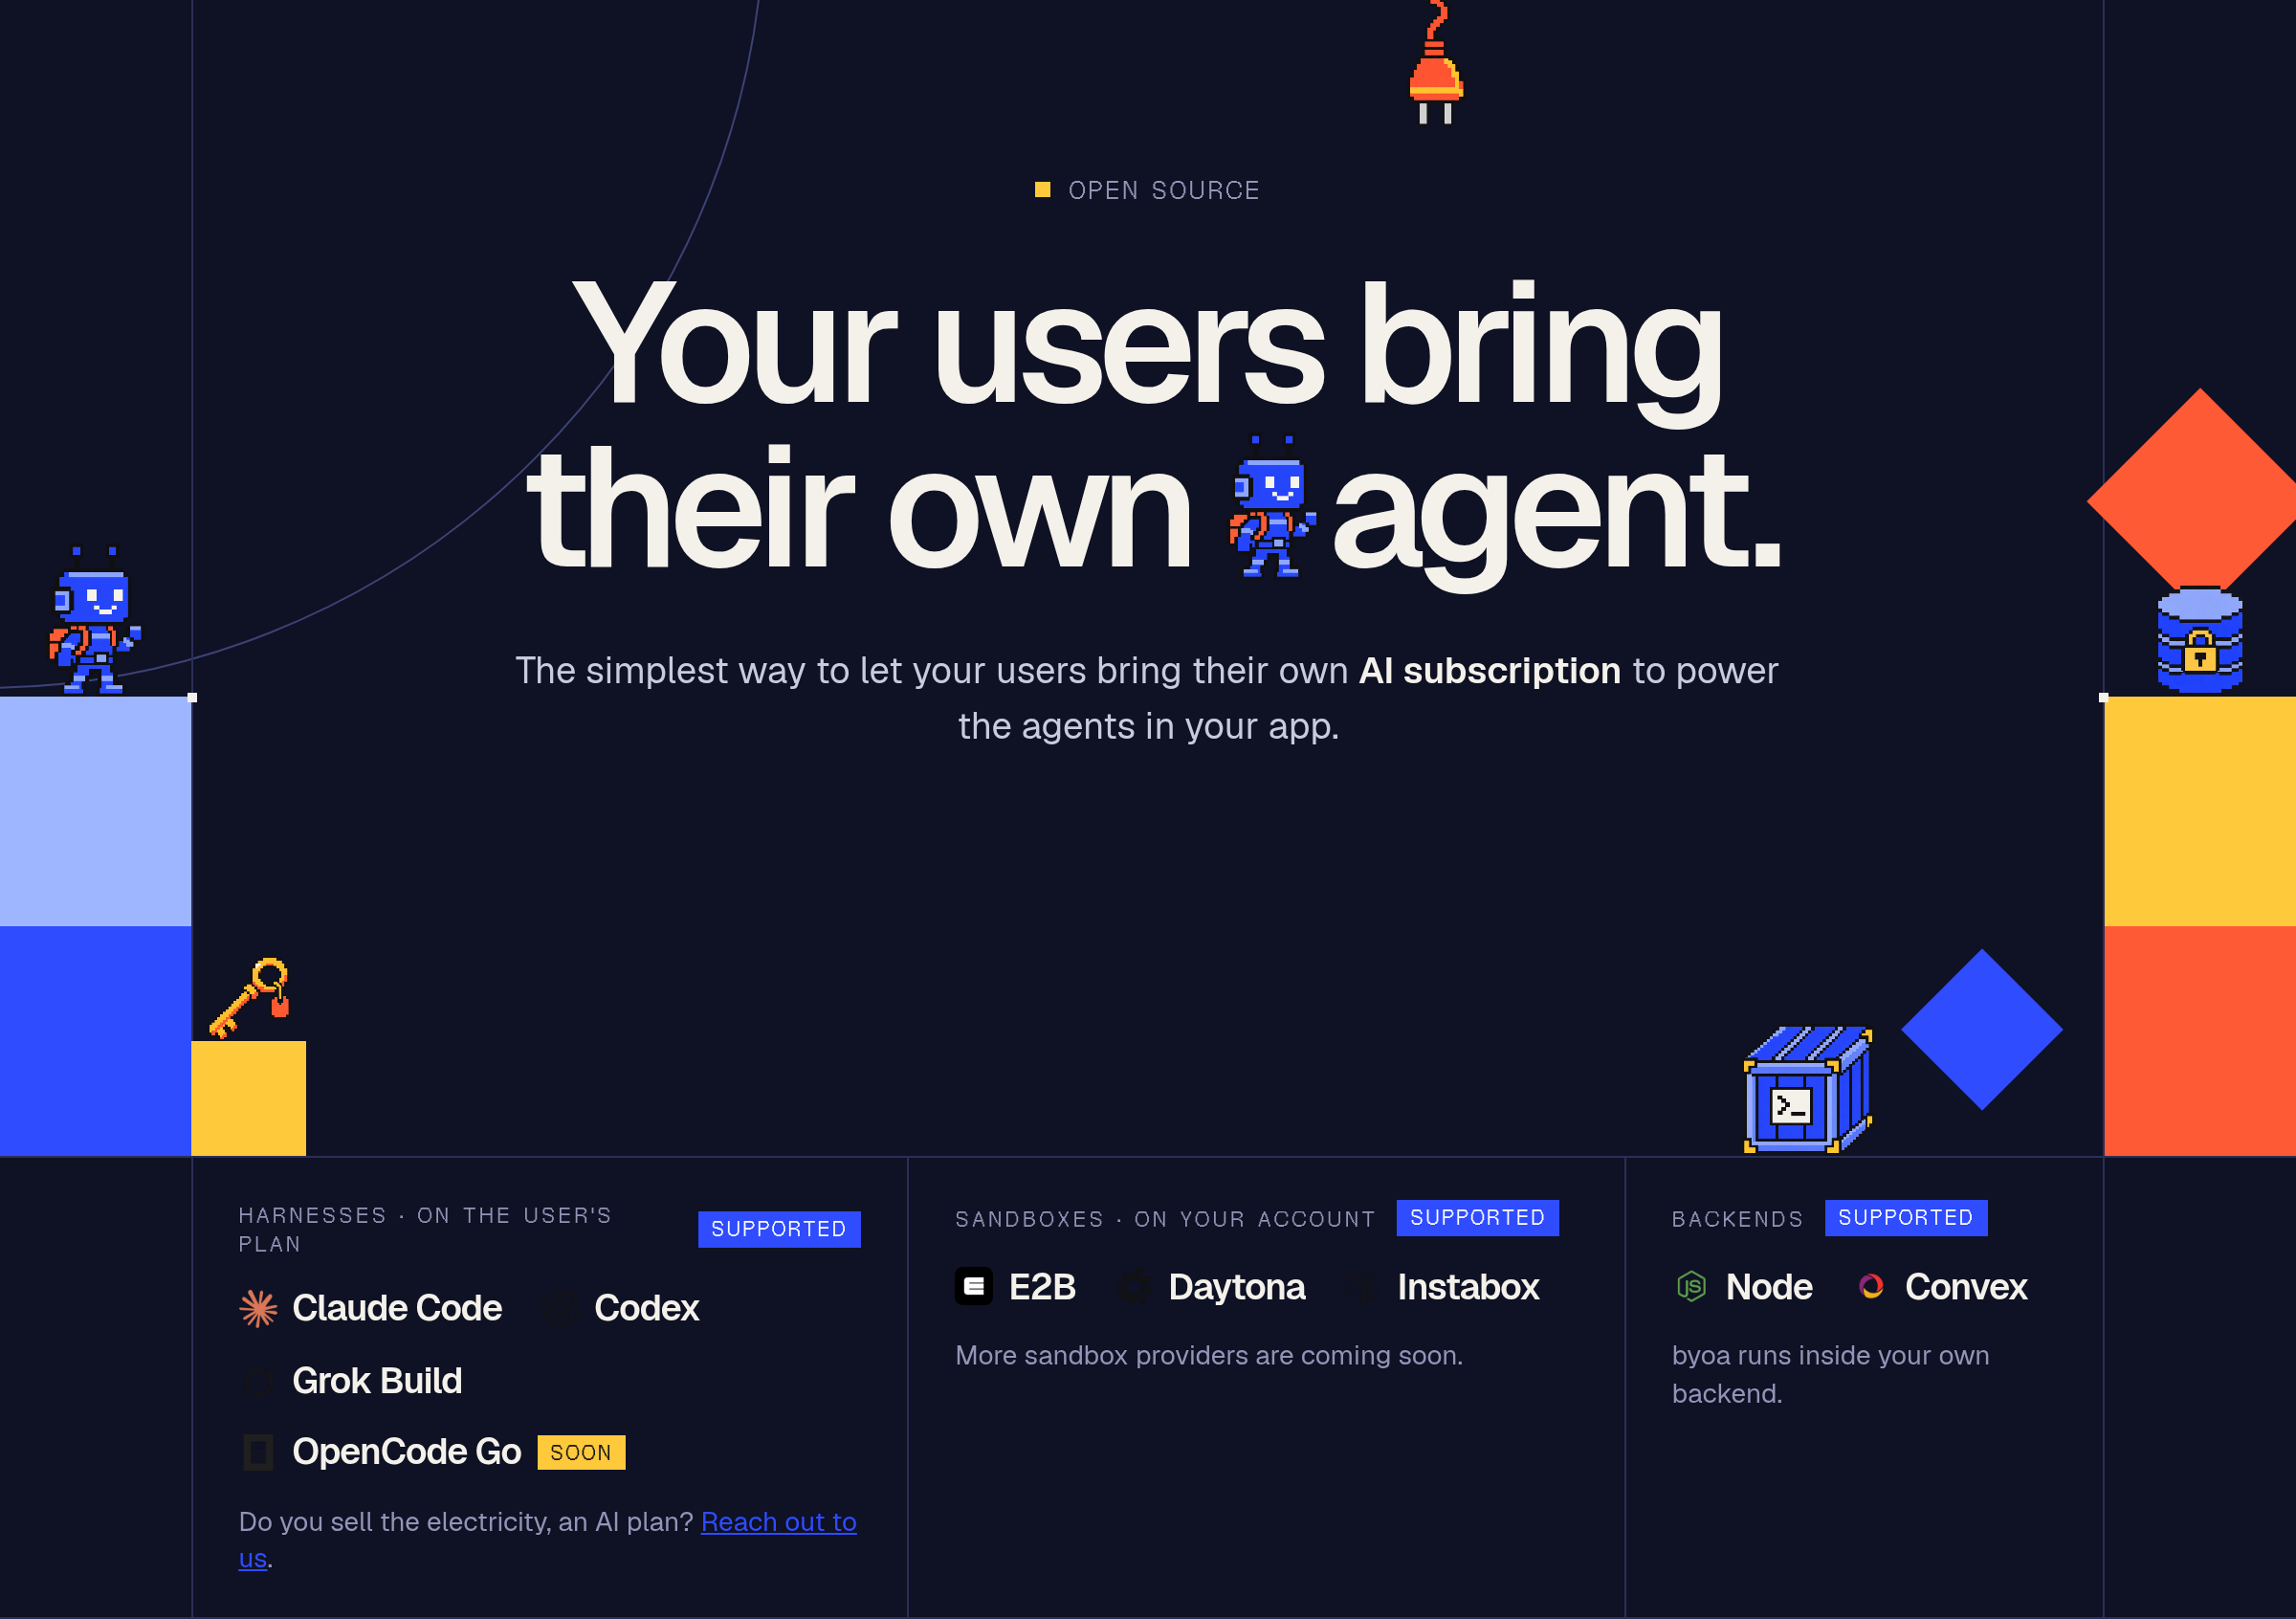 OPEN SOURCE
Your users bring
their own agent.
The simplest way to let your users bring their own AI subscription to power
the agents in your app.
HARNESSES · ON THE USER'S
PLAN
SUPPORTED
Claude Code
Codex
Grok Build
OpenCode Go
SOON
Do you sell the electricity, an AI plan? Reach out to
us.
SANDBOXES · ON YOUR ACCOUNT
SUPPORTED
E2B
Daytona
Instabox
More sandbox providers are coming soon.
BACKENDS
SUPPORTED
Node
Convex
byoa runs inside your own
backend.